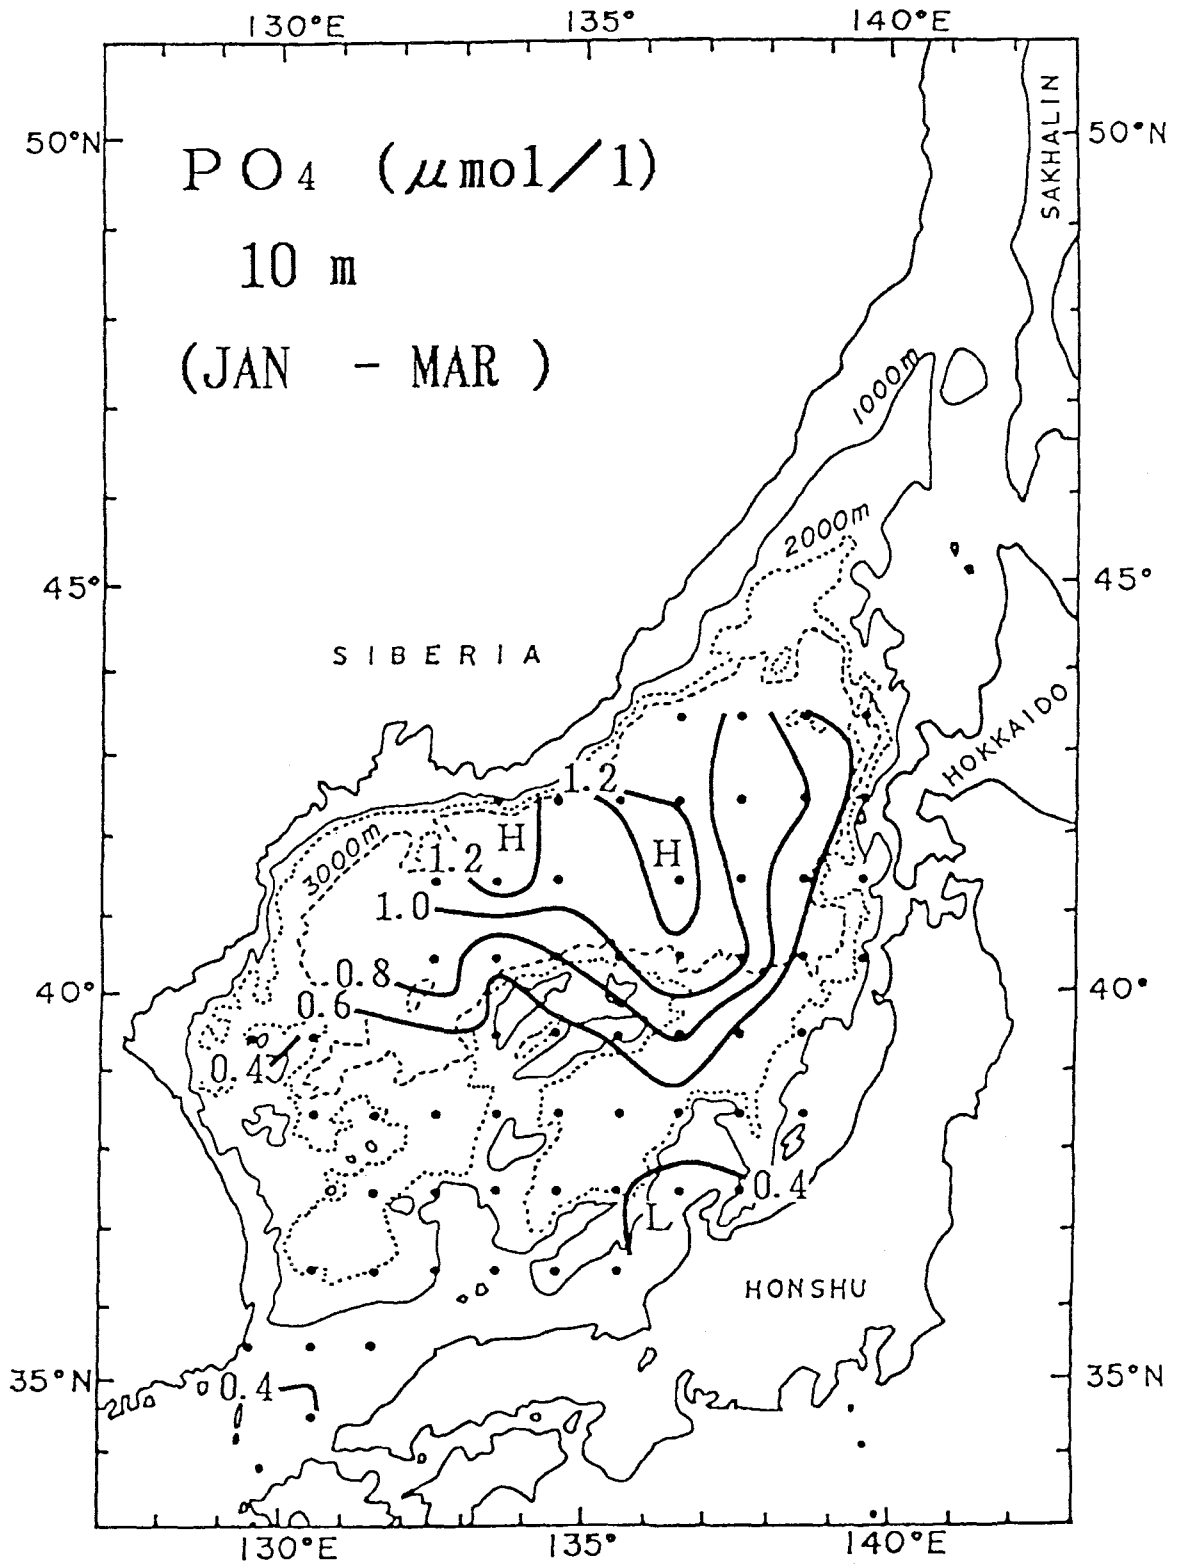 130°E 135° 140°E
50°N 50°N
SAKHALIN
PO4 (μmol/l)
10 m
(JAN - MAR )
1000m
2000m
45° 45°
SIBERIA
HOKKAIDO
1.2
H
H
3000m
1.2
1.0
0.8
40° 40°
0.6
0.4
0.4
L
HONSHU
35°N 35°N
0.4
130°E 135° 140°E